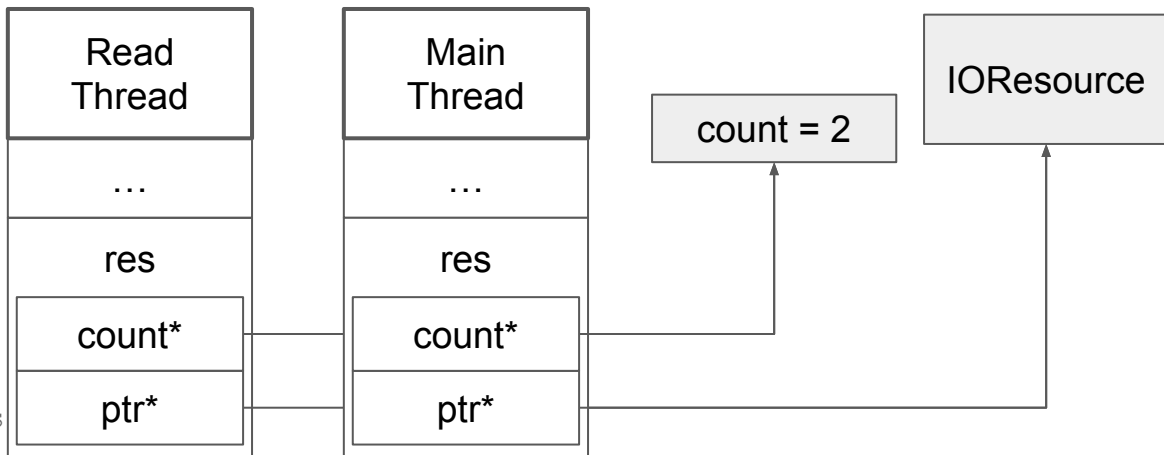 Read
Thread
Main
Thread
IOResource
count = 2
…
…
res
res
count*
count*
ptr*
ptr*
s